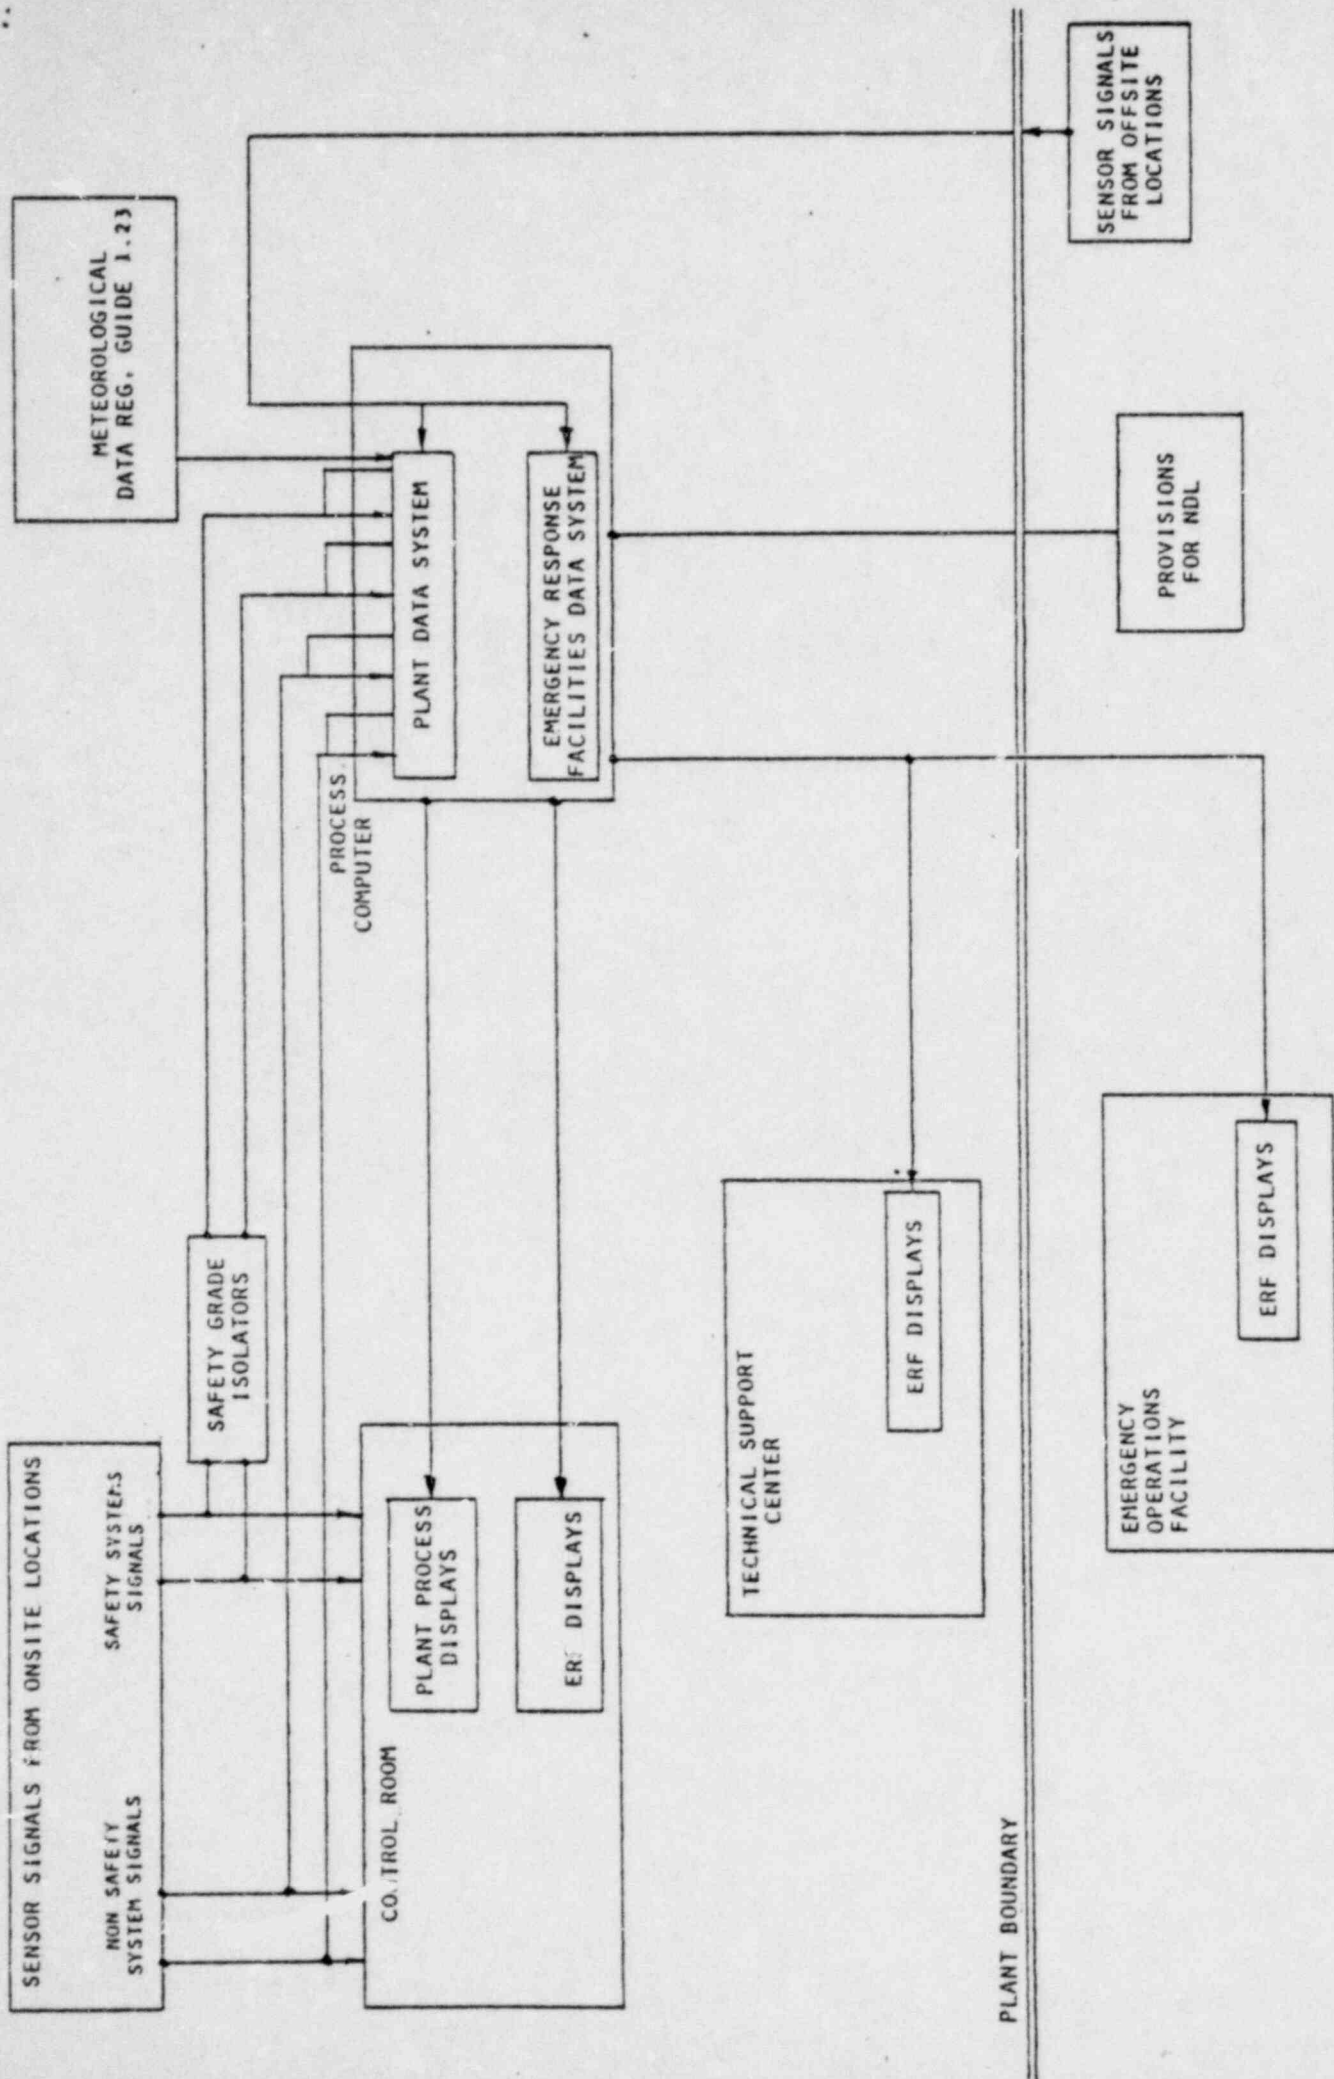 SENSOR SIGNALS FROM ONSITE LOCATIONS
NON SAFETY
SYSTEM SIGNALS
SAFETY SYSTEMS
SIGNALS
SAFETY GRADE
ISOLATORS
METEOROLOGICAL
DATA REG. GUIDE 1.23
PROCESS
COMPUTER
PLANT DATA SYSTEM
EMERGENCY RESPONSE
FACILITIES DATA SYSTEM
CONTROL ROOM
PLANT PROCESS
DISPLAYS
ERF DISPLAYS
TECHNICAL SUPPORT
CENTER
ERF DISPLAYS
PLANT BOUNDARY
EMERGENCY
OPERATIONS
FACILITY
ERF DISPLAYS
PROVISIONS
FOR NDL
SENSOR SIGNALS
FROM OFFSITE
LOCATIONS